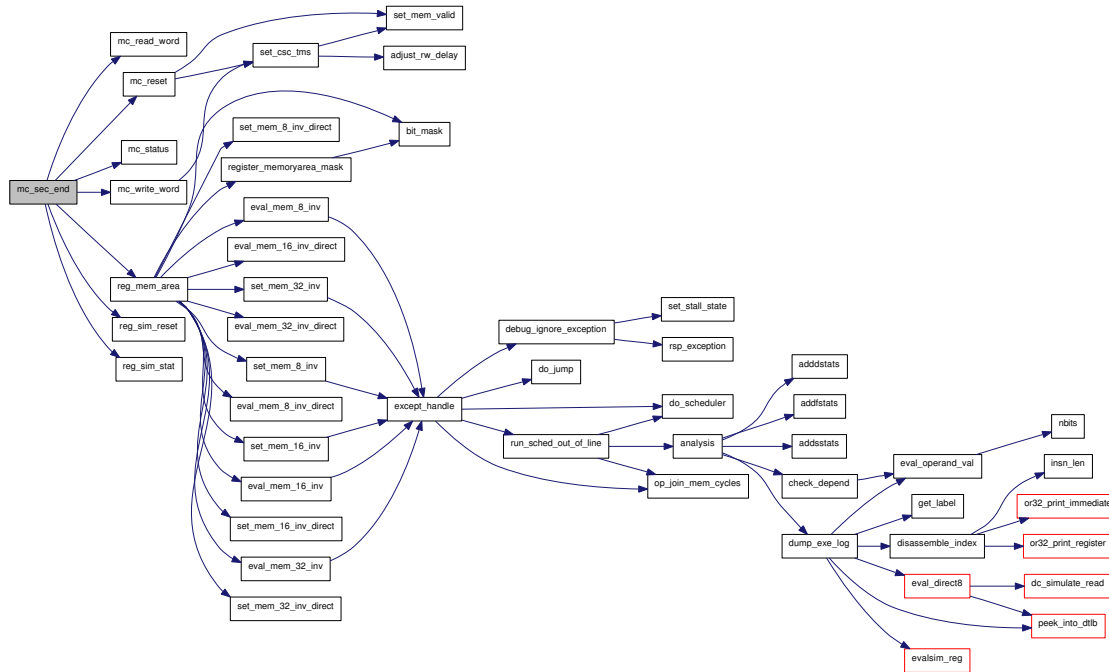 set_mem_valid
mc_read_word
set_csc_tms
adjust_rw_delay
mc_reset
set_mem_8_inv_direct
bit_mask
mc_status
register_memoryarea_mask
mc_sec_end
mc_write_word
eval_mem_8_inv
eval_mem_16_inv_direct
reg_mem_area
set_mem_32_inv
set_stall_state
reg_sim_reset
eval_mem_32_inv_direct
debug_ignore_exception
rsp_exception
reg_sim_stat
set_mem_8_inv
do_jump
adddstats
eval_mem_8_inv_direct
except_handle
do_scheduler
addfstats
nbits
set_mem_16_inv
run_sched_out_of_line
analysis
addsstats
eval_operand_val
insn_len
eval_mem_16_inv
op_join_mem_cycles
check_depend
get_label
or32_print_immediate
set_mem_16_inv_direct
dump_exe_log
disassemble_index
or32_print_register
eval_mem_32_inv
eval_direct8
dc_simulate_read
set_mem_32_inv_direct
peek_into_dtlb
evalsim_reg